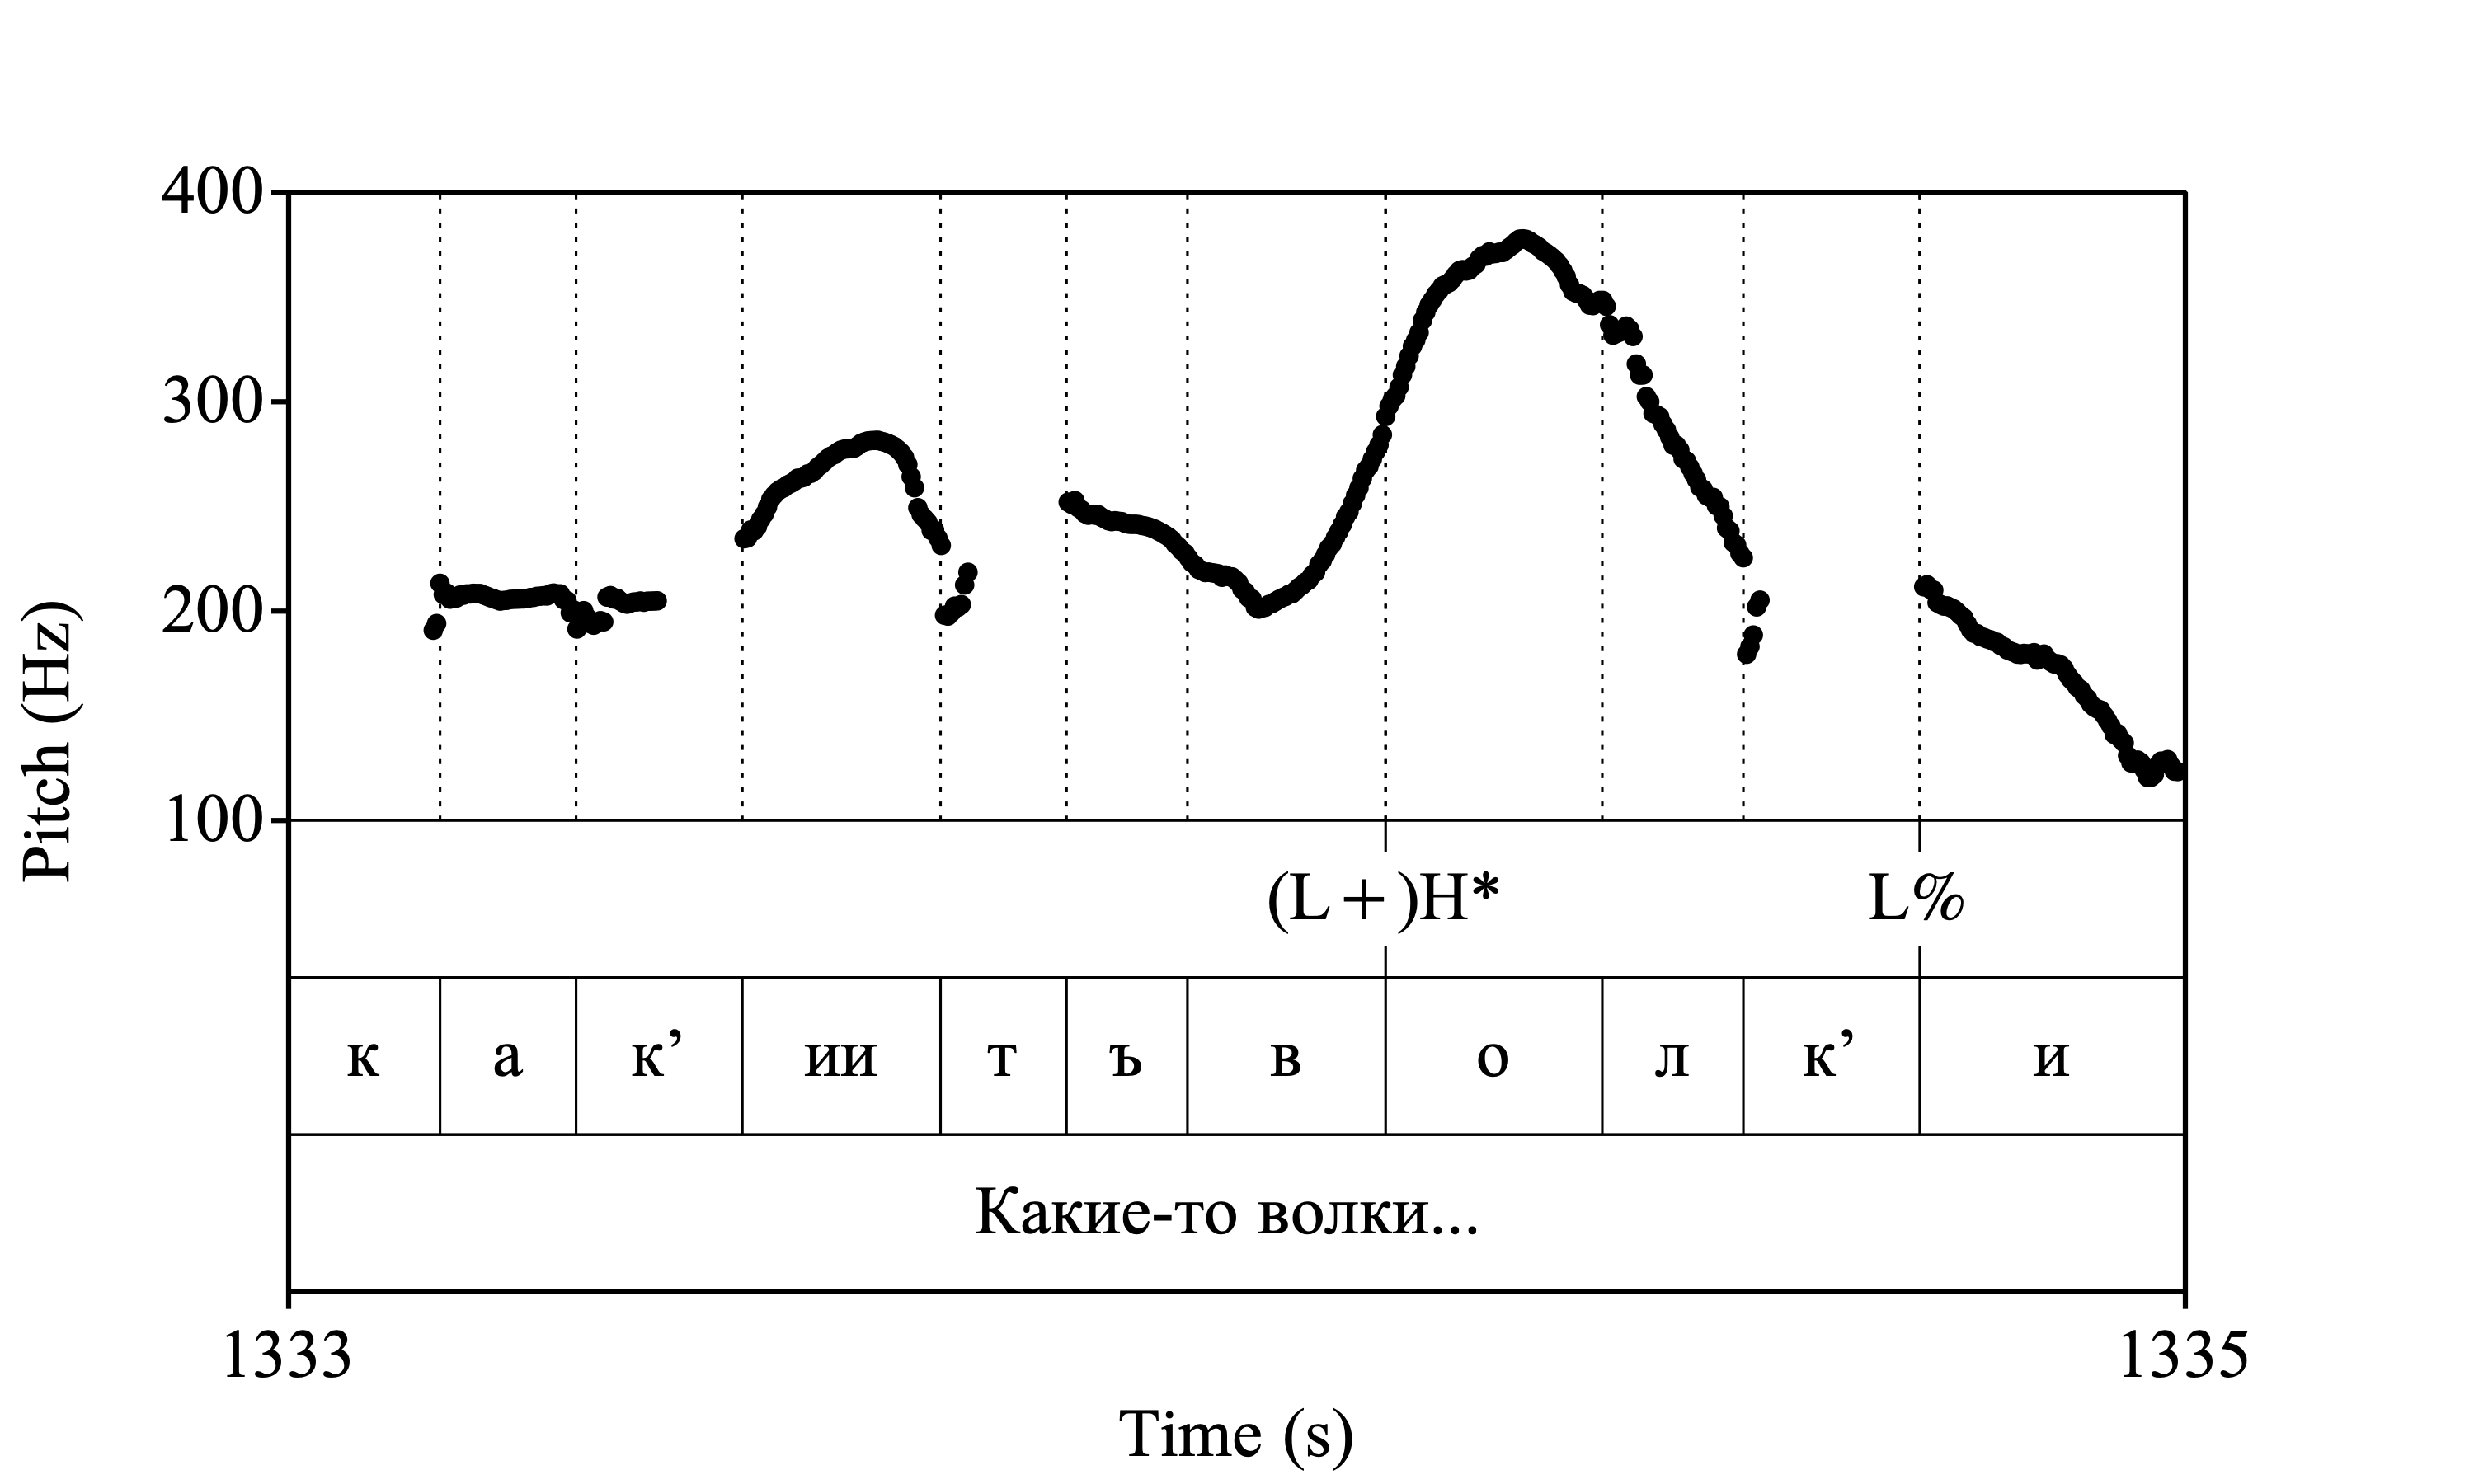 400
300
200
100
Pitch (Hz)
(L + )H* L%
к а к’ ии т ъ в о л к’ и
Какие-то волки...
1333 1335
Time (s)